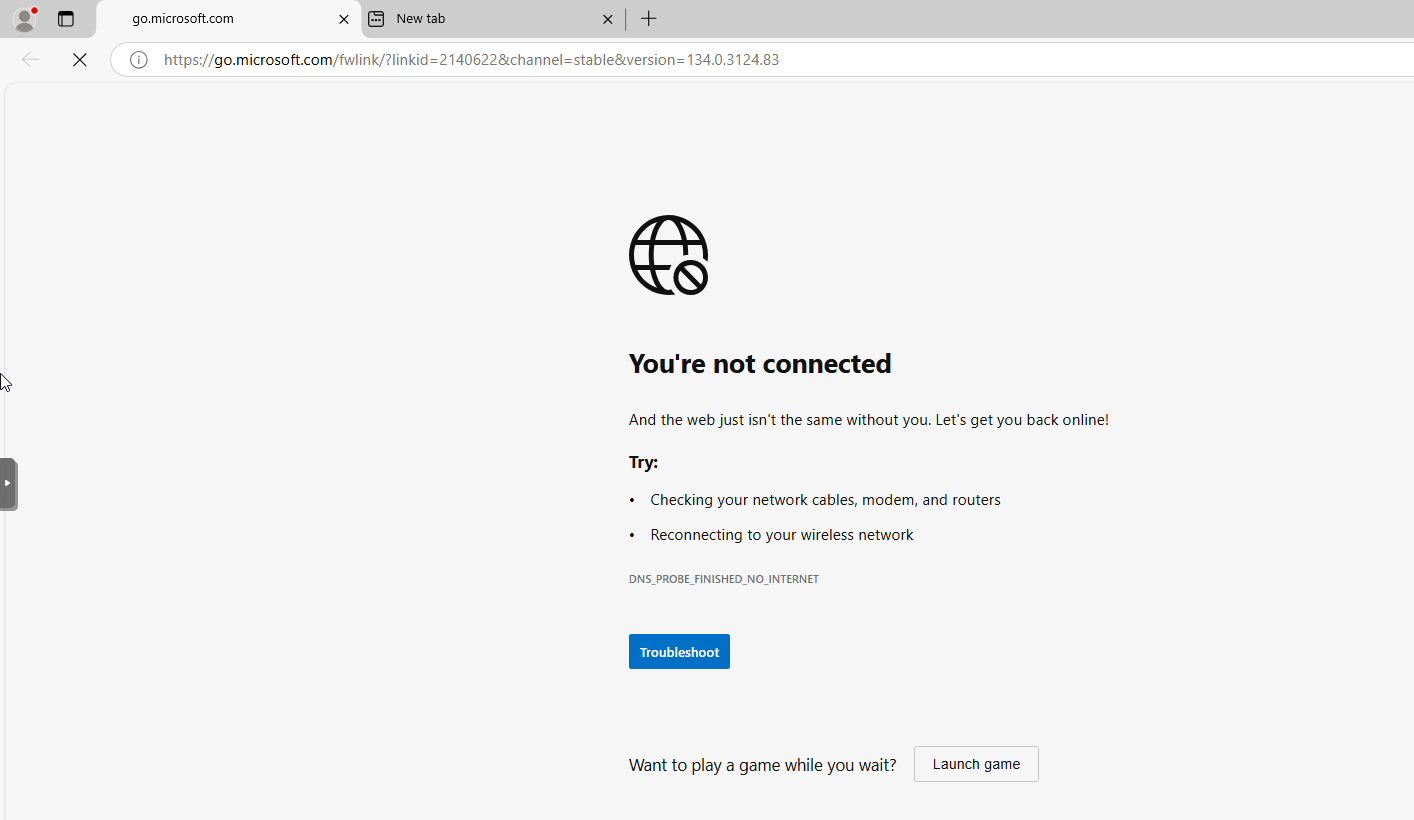 go.microsoft.com
New tab
https://go.microsoft.com/fwlink/?linkid=2140622&channel=stable&version=134.0.3124.83
You're not connected
And the web just isn't the same without you. Let's get you back online!
Try:
• Checking your network cables, modem, and routers
• Reconnecting to your wireless network
DNS_PROBE_FINISHED_NO_INTERNET
Troubleshoot
Want to play a game while you wait? Launch game